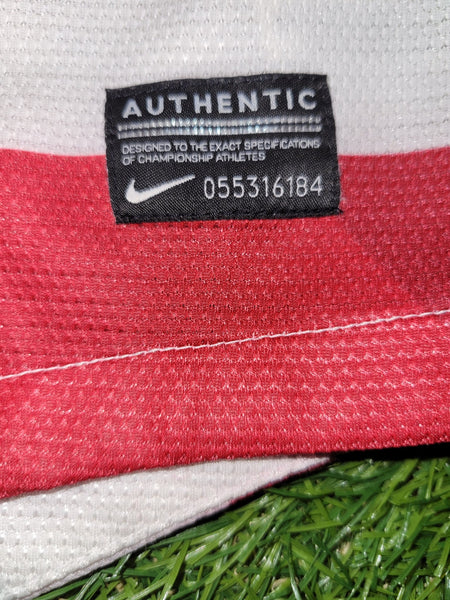 AUTHENTIC
DESIGNED TO THE EXACT SPECIFICATIONS
OF CHAMPIONSHIP ATHLETES
055316184